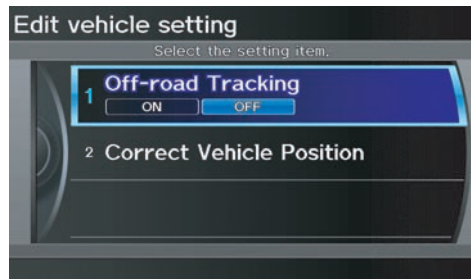 Edit vehicle setting
Select the setting item.
1 Off-road Tracking
ON OFF
2 Correct Vehicle Position